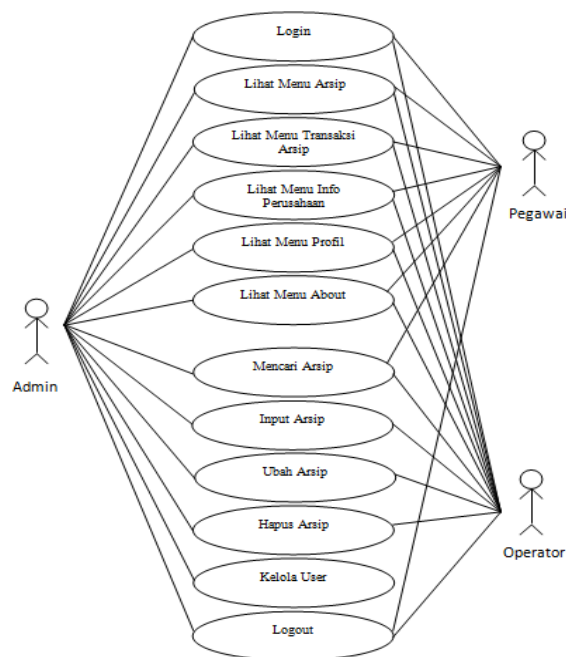 Login
Lihat Menu Arsip
Lihat Menu Transaksi
Arsip
Lihat Menu Info
Perusahaan
Lihat Menu Profil
Lihat Menu About
Mencari Arsip
Input Arsip
Ubah Arsip
Hapus Arsip
Kelola User
Logout
Admin
Pegawai
Operator